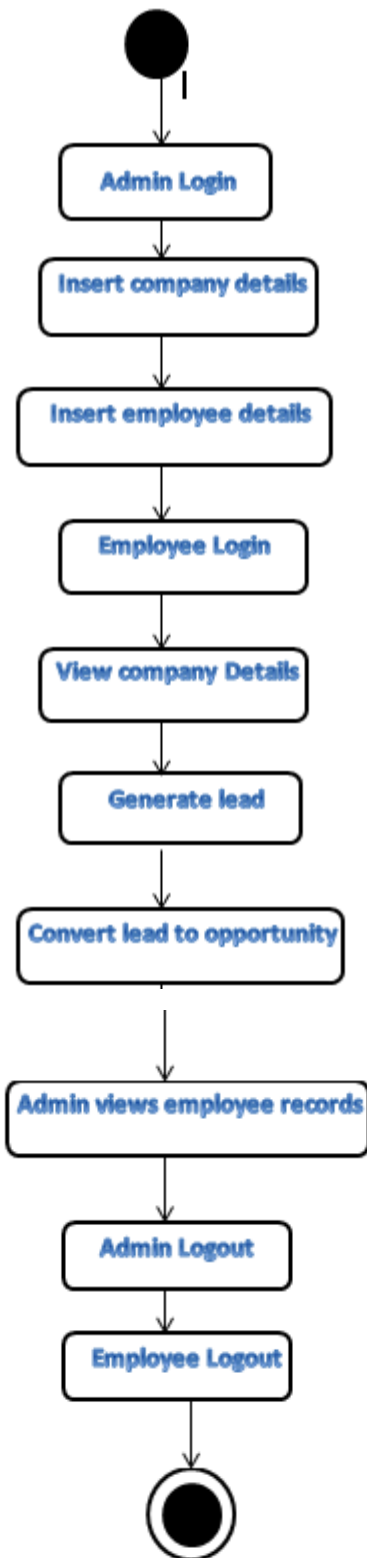 Admin Login
Insert company details
Insert employee details
Employee Login
View company Details
Generate lead
Convert lead to opportunity
Admin views employee records
Admin Logout
Employee Logout